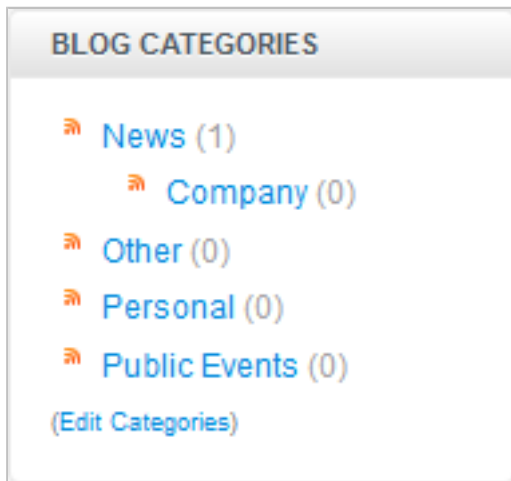 BLOG CATEGORIES
News (1)
Company (0)
Other (0)
Personal (0)
Public Events (0)
(Edit Categories)